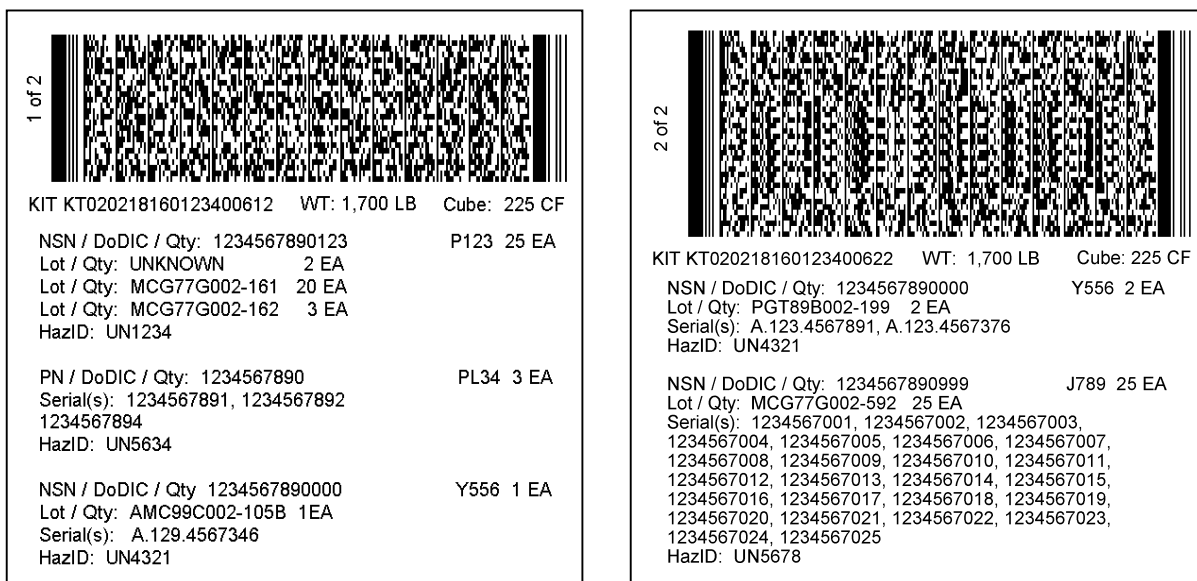 1 of 2
KIT KT020218160123400612 WT: 1,700 LB Cube: 225 CF
NSN / DoDIC / Qty: 1234567890123 P123 25 EA
Lot / Qty: UNKNOWN 2 EA
Lot / Qty: MCG77G002-161 20 EA
Lot / Qty: MCG77G002-162 3 EA
HazID: UN1234
PN / DoDIC / Qty: 1234567890 PL34 3 EA
Serial(s): 1234567891, 1234567892
1234567894
HazID: UN5634
NSN / DoDIC / Qty 1234567890000 Y556 1 EA
Lot / Qty: AMC99C002-105B 1EA
Serial(s): A.129.4567346
HazID: UN4321
2 of 2
KIT KT020218160123400622 WT: 1,700 LB Cube: 225 CF
NSN / DoDIC / Qty: 1234567890000 Y556 2 EA
Lot / Qty: PGT89B002-199 2 EA
Serial(s): A.123.4567891, A.123.4567376
HazID: UN4321
NSN / DoDIC / Qty: 1234567890999 J789 25 EA
Lot / Qty: MCG77G002-592 25 EA
Serial(s): 1234567001, 1234567002, 1234567003,
1234567004, 1234567005, 1234567006, 1234567007,
1234567008, 1234567009, 1234567010, 1234567011,
1234567012, 1234567013, 1234567014, 1234567015,
1234567016, 1234567017, 1234567018, 1234567019,
1234567020, 1234567021, 1234567022, 1234567023,
1234567024, 1234567025
HazID: UN5678